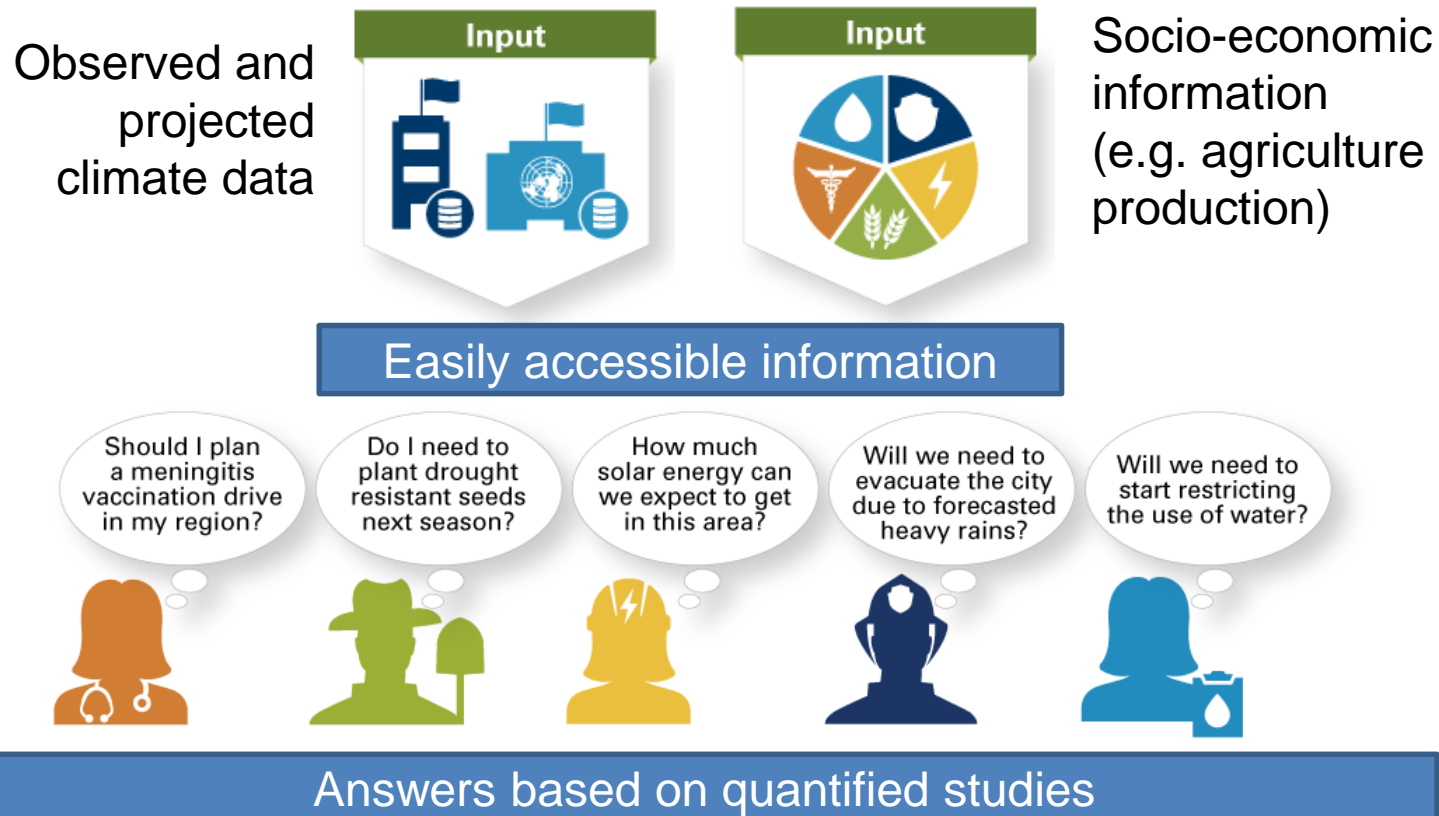 Observed and
projected
climate data
Input
Input
Socio-economic
information
(e.g. agriculture
production)
Easily accessible information
Should I plan
a meningitis
vaccination drive
in my region?
Do I need to
plant drought
resistant seeds
next season?
How much
solar energy can
we expect to get
in this area?
Will we need to
evacuate the city
due to forecasted
heavy rains?
Will we need to
start restricting
the use of water?
Answers based on quantified studies